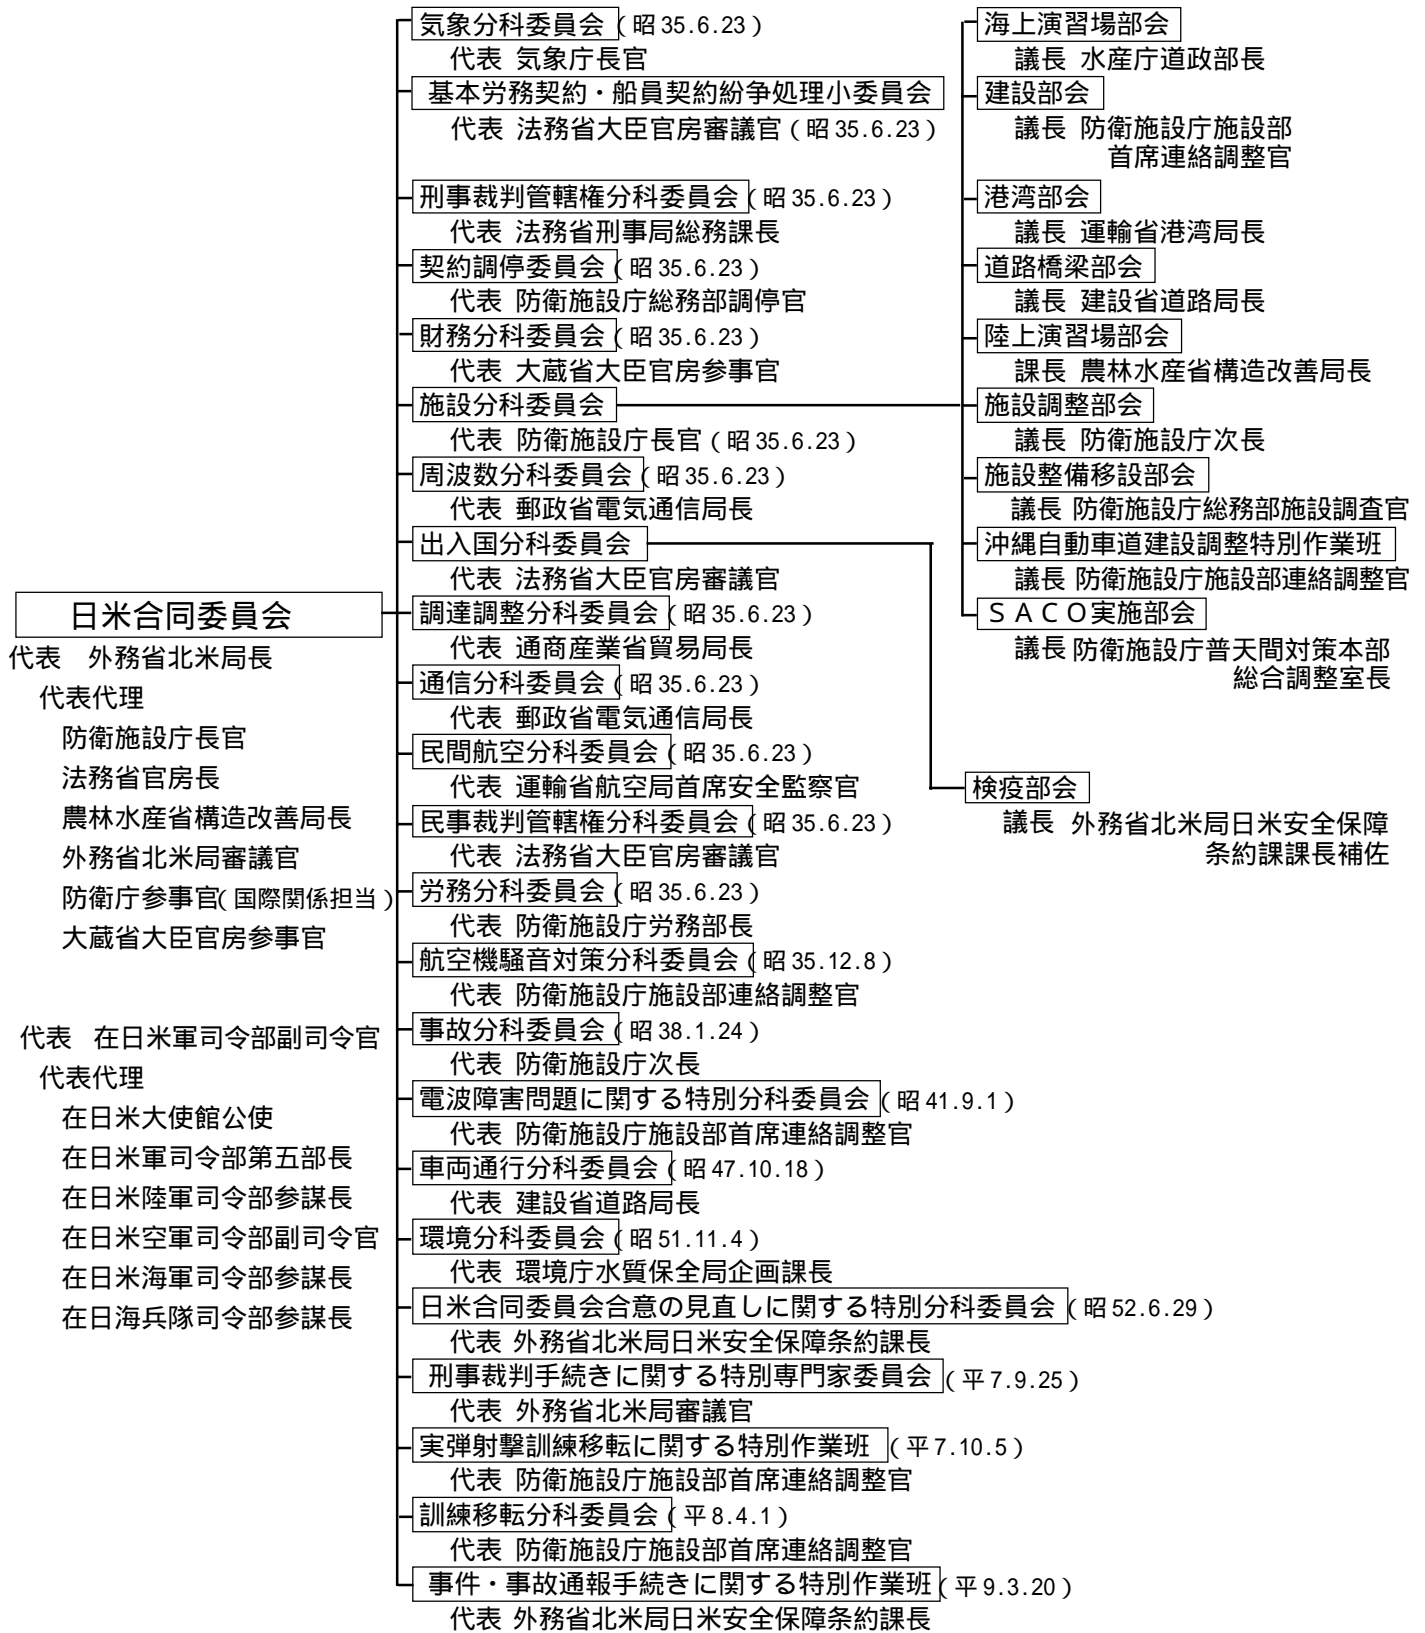 日米合同委員会
代表 外務省北米局長
代表代理
防衛施設庁長官
法務省官房長
農林水産省構造改善局長
外務省北米局審議官
防衛庁参事官(国際関係担当)
大蔵省大臣官房参事官
代表 在日米軍司令部副司令官
代表代理
在日米大使館公使
在日米軍司令部第五部長
在日米陸軍司令部参謀長
在日米空軍司令部副司令官
在日米海軍司令部参謀長
在日海兵隊司令部参謀長
気象分科委員会(昭35.6.23)
代表 気象庁長官
基本労務契約・船員契約紛争処理小委員会
代表 法務省大臣官房審議官(昭35.6.23)
刑事裁判管轄権分科委員会(昭35.6.23)
代表 法務省刑事局総務課長
契約調停委員会(昭35.6.23)
代表 防衛施設庁総務部調停官
財務分科委員会(昭35.6.23)
代表 大蔵省大臣官房参事官
施設分科委員会
代表 防衛施設庁長官(昭35.6.23)
周波数分科委員会(昭35.6.23)
代表 郵政省電気通信局長
出入国分科委員会
代表 法務省大臣官房審議官
調達調整分科委員会(昭35.6.23)
代表 通商産業省貿易局長
通信分科委員会(昭35.6.23)
代表 郵政省電気通信局長
民間航空分科委員会(昭35.6.23)
代表 運輸省航空局首席安全監察官
民事裁判管轄権分科委員会(昭35.6.23)
代表 法務省大臣官房審議官
労務分科委員会(昭35.6.23)
代表 防衛施設庁労務部長
航空機騒音対策分科委員会(昭35.12.8)
代表 防衛施設庁施設部連絡調整官
事故分科委員会(昭38.1.24)
代表 防衛施設庁次長
電波障害問題に関する特別分科委員会(昭41.9.1)
代表 防衛施設庁施設部首席連絡調整官
車両通行分科委員会(昭47.10.18)
代表 建設省道路局長
環境分科委員会(昭51.11.4)
代表 環境庁水質保全局企画課長
日米合同委員会合意の見直しに関する特別分科委員会(昭52.6.29)
代表 外務省北米局日米安全保障条約課長
刑事裁判手続きに関する特別専門家委員会(平7.9.25)
代表 外務省北米局審議官
実弾射撃訓練移転に関する特別作業班(平7.10.5)
代表 防衛施設庁施設部首席連絡調整官
訓練移転分科委員会(平8.4.1)
代表 防衛施設庁施設部首席連絡調整官
事件・事故通報手続きに関する特別作業班(平9.3.20)
代表 外務省北米局日米安全保障条約課長
海上演習場部会
議長 水産庁道政部長
建設部会
議長 防衛施設庁施設部
首席連絡調整官
港湾部会
議長 運輸省港湾局長
道路橋梁部会
議長 建設省道路局長
陸上演習場部会
課長 農林水産省構造改善局長
施設調整部会
議長 防衛施設庁次長
施設整備移設部会
議長 防衛施設庁総務部施設調査官
沖縄自動車道建設調整特別作業班
議長 防衛施設庁施設部連絡調整官
SACO実施部会
議長 防衛施設庁普天間対策本部
総合調整室長
検疫部会
議長 外務省北米局日米安全保障
条約課課長補佐